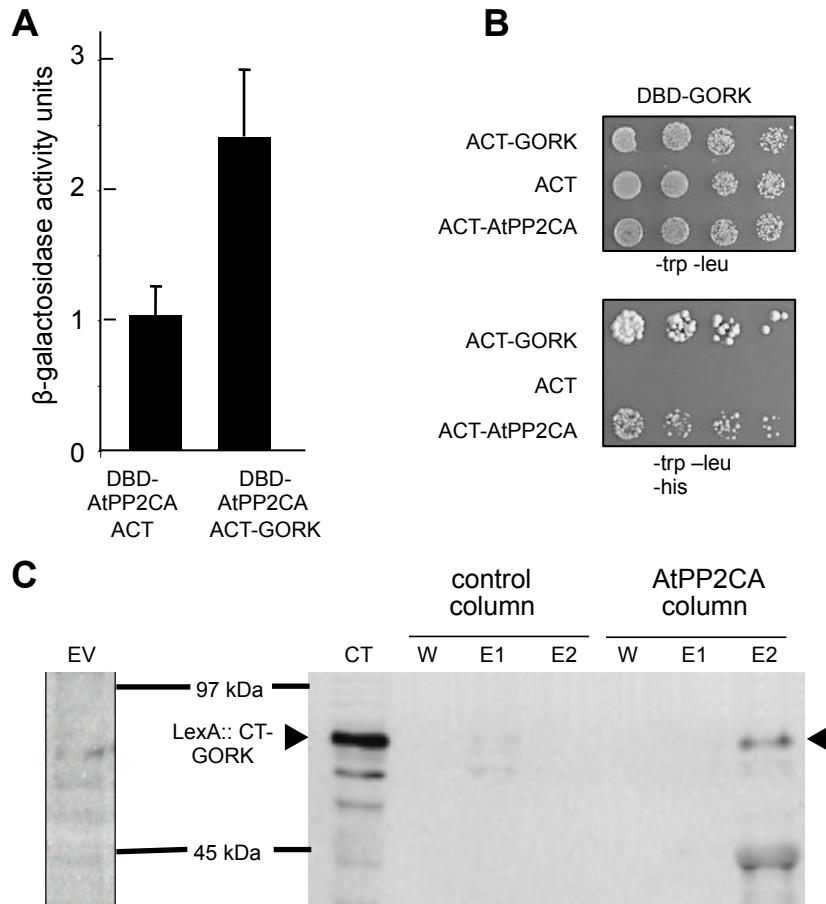 A
β-galactosidase activity units
3
2
1
0
DBD-
AtPP2CA
ACT
DBD-
AtPP2CA
ACT-GORK
B
DBD-GORK
ACT-GORK
ACT
ACT-AtPP2CA
-trp -leu
ACT-GORK
ACT
ACT-AtPP2CA
-trp –leu
-his
C
control
column
AtPP2CA
column
EV
CT
W
E1
E2
W
E1
E2
97 kDa
LexA:: CT-
GORK
45 kDa